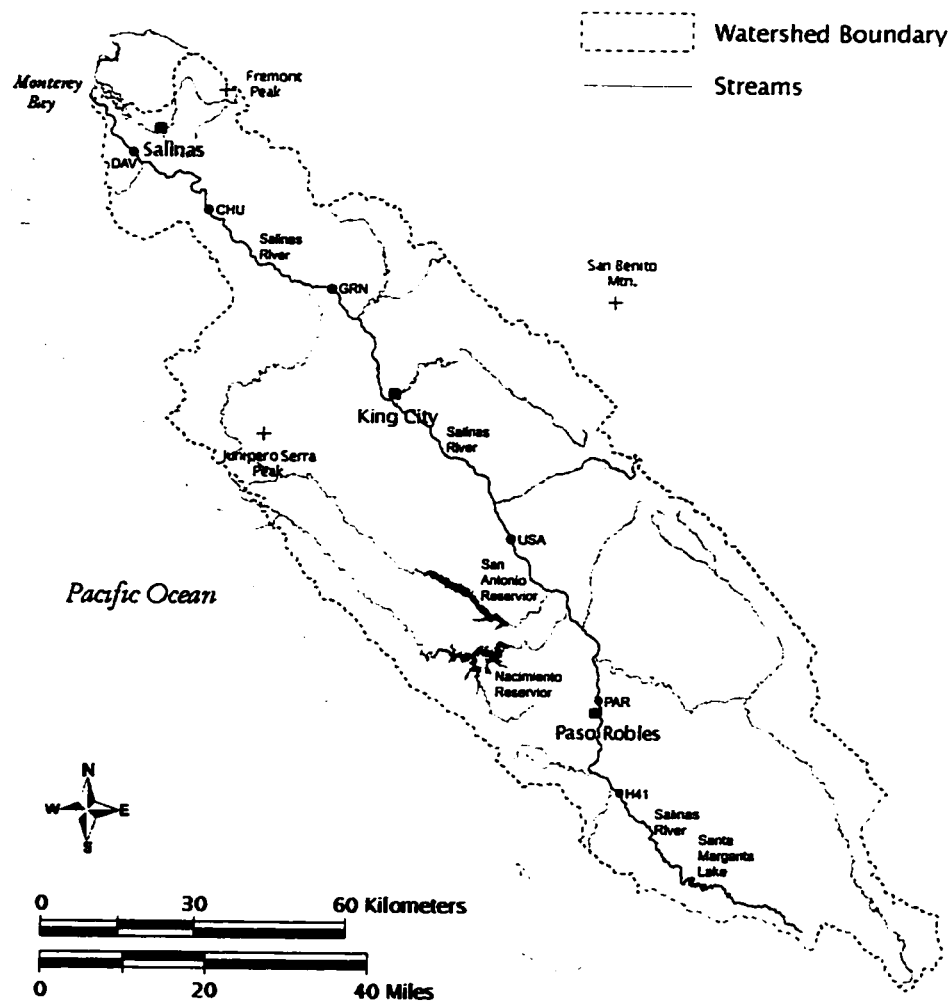 Watershed Boundary
Streams
Monterey
Bay
Fremont
Peak
Salinas
DAV
CHU
Salinas
River
GRN
San Benito
Mtn.
King City
Salinas
River
Junipero Serra
Peak
USA
San
Antonio
Reservior
Pacific Ocean
Nacimiento
Reservior
PAR
Paso Robles
H41
Salinas
River
Santa
Margarita
Lake
N
W
E
S
0 30 60 Kilometers
0 20 40 Miles